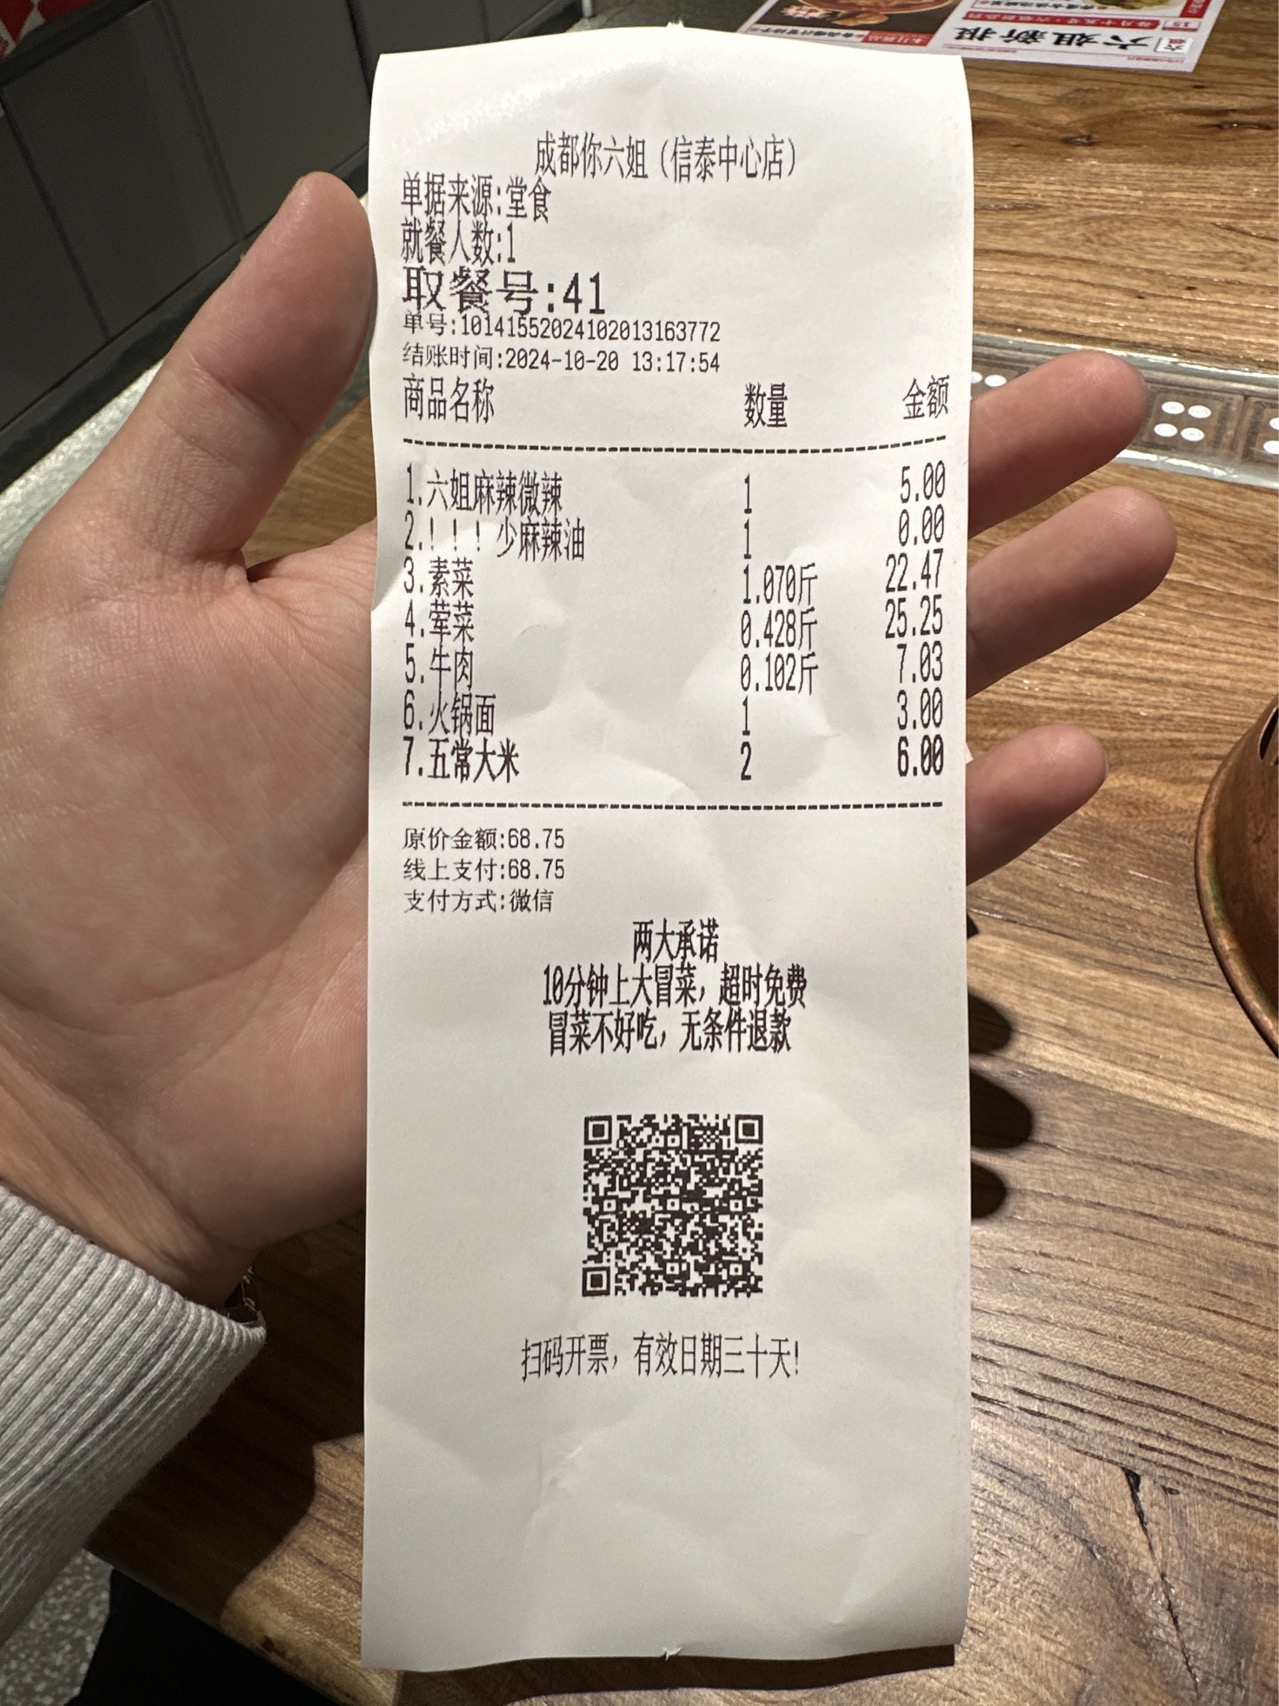 六姐新报
成都你六姐（信泰中心店）
单据来源:堂食
就餐人数:1
取餐号:41
单号:10141552024102013163772
结账时间:2024-10-20 13:17:54
商品名称 数量 金额
1.六姐麻辣微辣 1 5.00
2.！！！少麻辣油 1 0.00
3.素菜 1.070斤 22.47
4.荤菜 0.428斤 25.25
5.牛肉 0.102斤 7.03
6.火锅面 1 3.00
7.五常大米 2 6.00
原价金额:68.75
线上支付:68.75
支付方式:微信
两大承诺
10分钟上大冒菜，超时免费
冒菜不好吃，无条件退款
扫码开票，有效日期三十天!